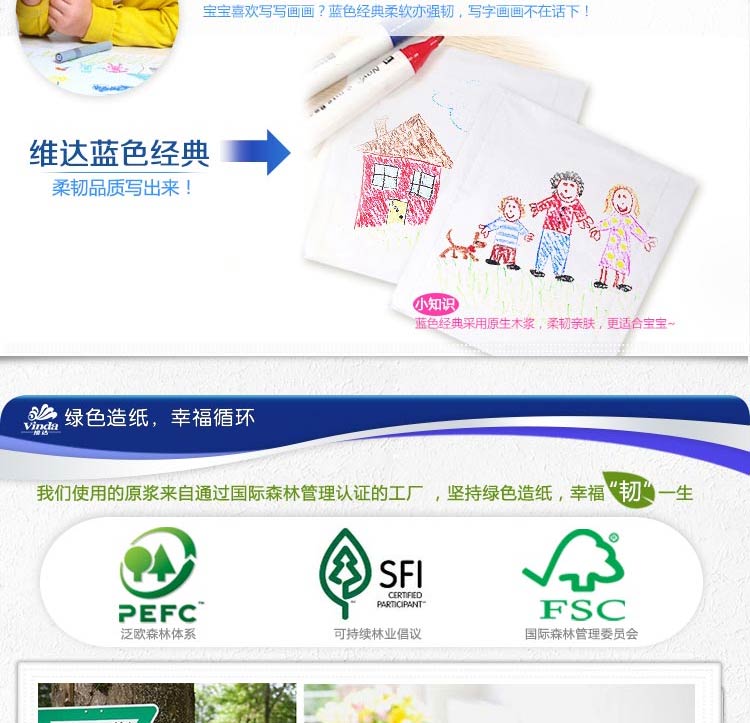 宝宝喜欢写写画画?蓝色经典柔软亦强韧,写字画画不在话下!
维达蓝色经典
柔韧品质写出来!
小知识
蓝色经典采用原生木浆,柔韧亲肤,更适合宝宝~
Vinda
维达
绿色造纸,幸福循环
我们使用的原浆来自通过国际森林管理认证的工厂 ,坚持绿色造纸,幸福“韧”一生
PEFC™
泛欧森林体系
SFI
CERTIFIED
PARTICIPANT™
可持续林业倡议
FSC®
国际森林管理委员会